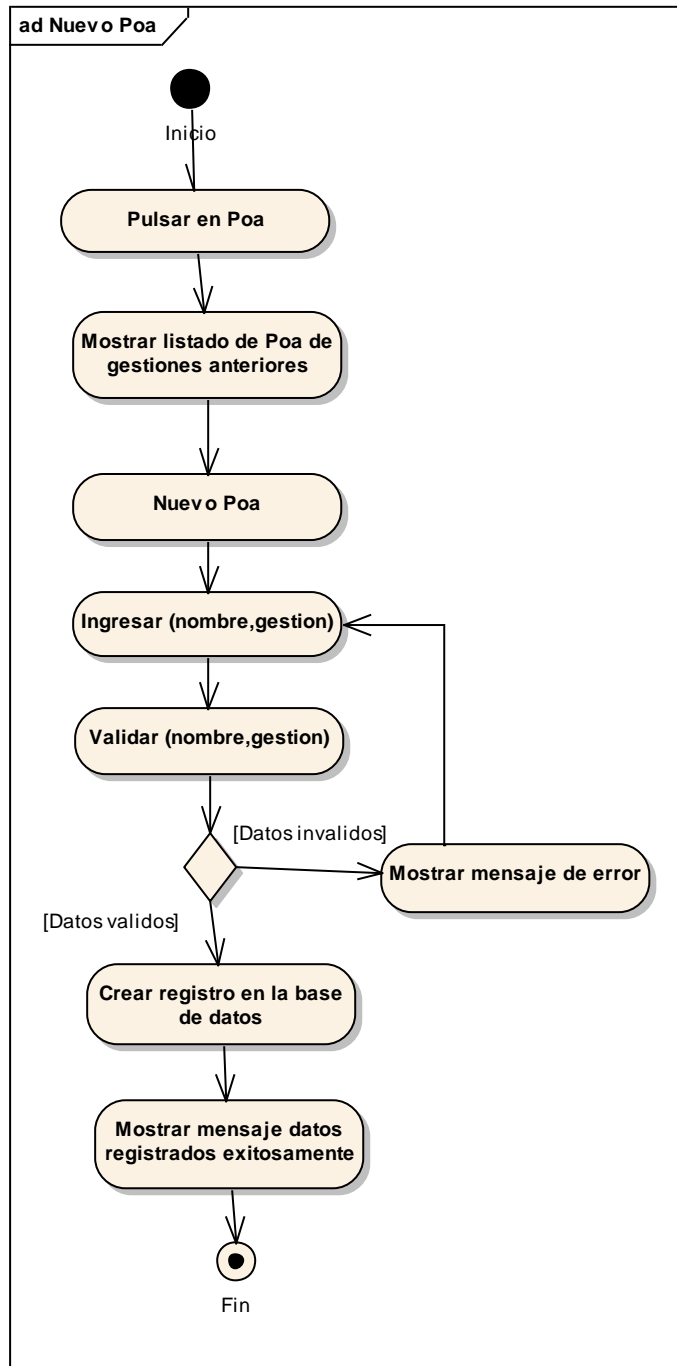 ad Nuevo Poa
Inicio
Pulsar en Poa
Mostrar listado de Poa de
gestiones anteriores
Nuevo Poa
Ingresar (nombre,gestion)
Validar (nombre,gestion)
[Datos invalidos]
Mostrar mensaje de error
[Datos validos]
Crear registro en la base
de datos
Mostrar mensaje datos
registrados exitosamente
Fin